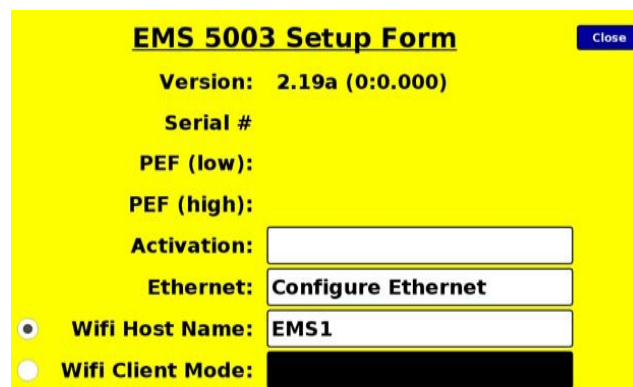 EMS 5003 Setup Form
Close
Version: 2.19a (0:0.000)
Serial #
PEF (low):
PEF (high):
Activation:
Ethernet: Configure Ethernet
Wifi Host Name: EMS1
Wifi Client Mode: